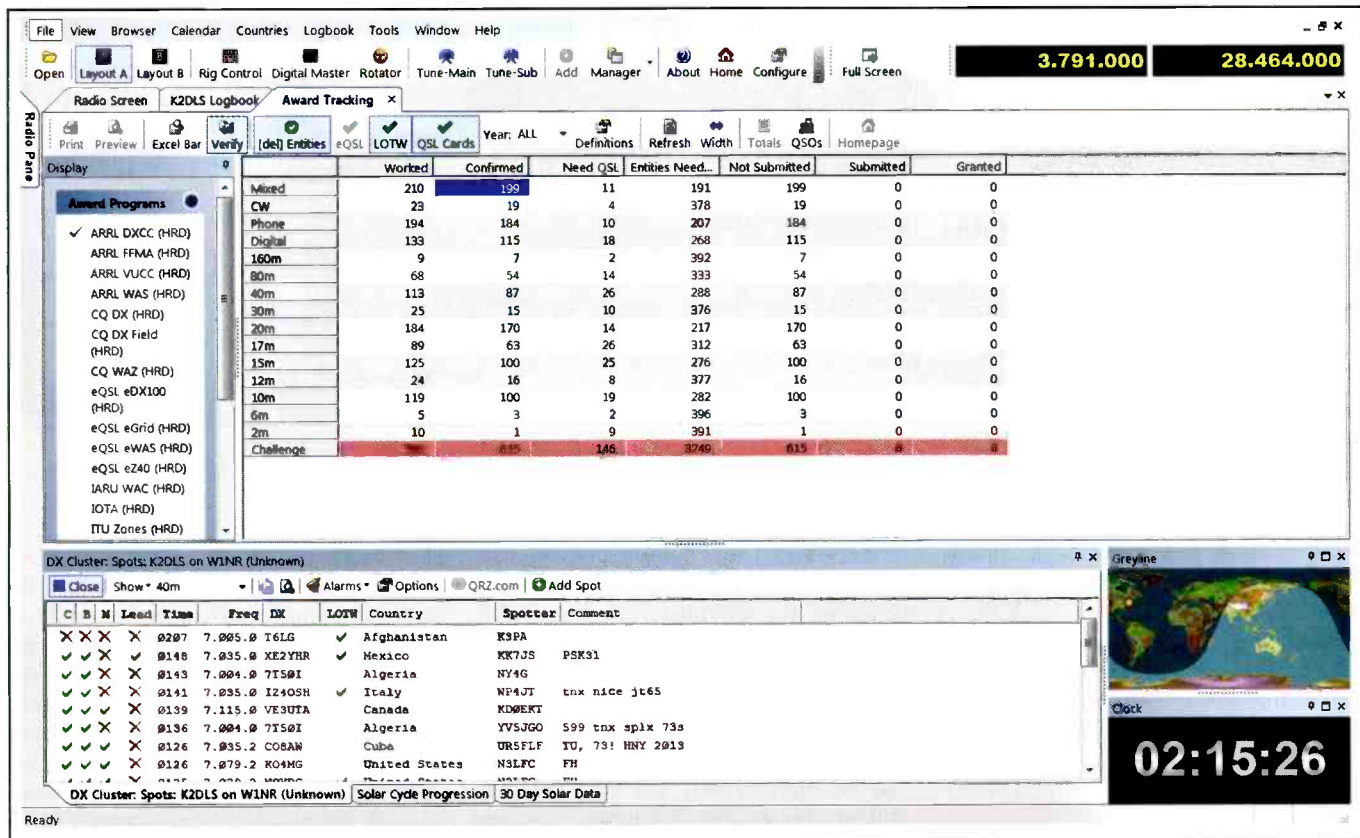 File View Browser Calendar Countries Logbook Tools Window Help
Open Layout A Layout B Rig Control Digital Master Rotator Tune-Main Tune-Sub Add Manager About Home Configure Full Screen
3.791.000 28.464.000
Radio Pane
Radio Screen K2DLS Logbook Award Tracking ×
Print Preview Excel Bar Verify [del] Entities eQSL LOTW QSL Cards Year: ALL Definitions Refresh Width Totals QSOs Homepage
Display
Award Programs
✓ ARRL DXCC (HRD)
ARRL FFMA (HRD)
ARRL VUCC (HRD)
ARRL WAS (HRD)
CQ DX (HRD)
CQ DX Field
(HRD)
CQ WAZ (HRD)
eQSL eDX100
(HRD)
eQSL eGrid (HRD)
eQSL eWAS (HRD)
eQSL eZ40 (HRD)
IARU WAC (HRD)
IOTA (HRD)
ITU Zones (HRD)
Worked Confirmed Need QSL Entities Need... Not Submitted Submitted Granted
Mixed 210 199 11 191 199 0 0
CW 23 19 4 378 19 0 0
Phone 194 184 10 207 184 0 0
Digital 133 115 18 268 115 0 0
160m 9 7 2 392 7 0 0
80m 68 54 14 333 54 0 0
40m 113 87 26 288 87 0 0
30m 25 15 10 376 15 0 0
20m 184 170 14 217 170 0 0
17m 89 63 26 312 63 0 0
15m 125 100 25 276 100 0 0
12m 24 16 8 377 16 0 0
10m 119 100 19 282 100 0 0
6m 5 3 2 396 3 0 0
2m 10 1 9 391 1 0 0
Challenge 615 146 3249 615 0 0
DX Cluster: Spots: K2DLS on W1NR (Unknown)
Close Show 40m Alarms Options QRZ.com Add Spot
C B M Lead Time Freq DX LOTW Country Spotter Comment
✗ ✗ ✗ ✗ 0207 7.005.0 T6LG ✓ Afghanistan K3PA
✓ ✓ ✗ ✓ 0148 7.035.0 XE2YHR ✓ Mexico KK7JS PSK31
✓ ✓ ✗ ✗ 0143 7.004.0 7T50I Algeria NY4G
✓ ✓ ✗ ✗ 0141 7.035.0 IZ4OSH ✓ Italy WP4JT tnx nice jt65
✓ ✓ ✓ ✗ 0139 7.115.0 VE3UTA Canada KD0EKT
✓ ✓ ✗ ✗ 0136 7.004.0 7T50I Algeria YV5JGO 599 tnx splx 73s
✓ ✓ ✓ ✗ 0126 7.035.2 CO8AW Cuba UR5FLF TU, 73! HNY 2013
✓ ✓ ✓ ✗ 0126 7.079.2 KO4MG United States N3LFC FH
DX Cluster: Spots: K2DLS on W1NR (Unknown) Solar Cycle Progression 30 Day Solar Data
Greyline
Clock
02:15:26
Ready